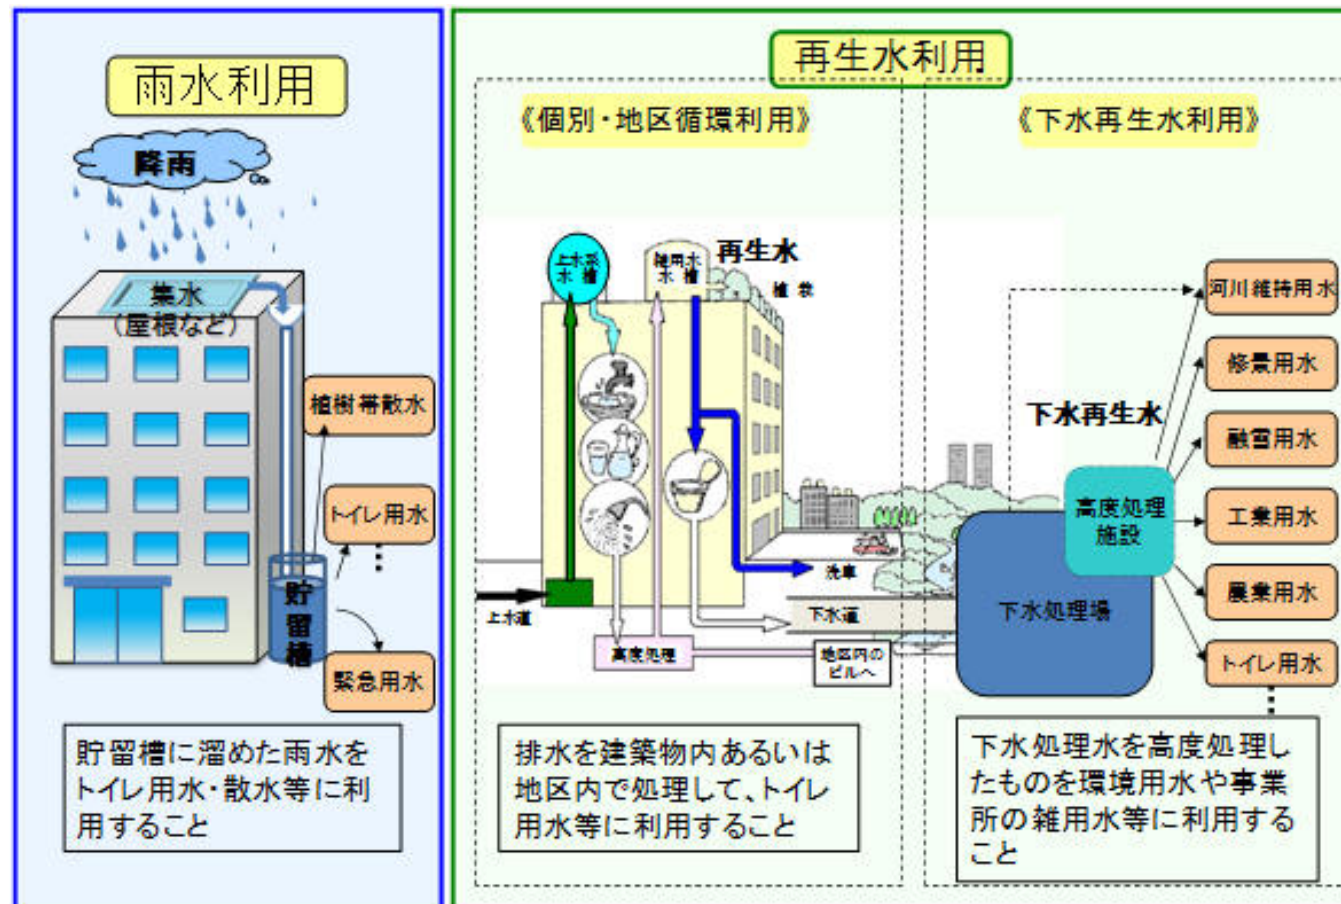 雨水利用
降雨
集水
(屋根など)
植樹帯散水
トイレ用水
貯留槽
緊急用水
貯留槽に溜めた雨水を
トイレ用水・散水等に利
用すること
再生水利用
《個別・地区循環利用》
上水系
水槽
雑用水
水槽
再生水
植栽
上水道
洗車
下水道
高度処理
地区内の
ビルへ
排水を建築物内あるいは
地区内で処理して、トイレ
用水等に利用すること
《下水再生水利用》
下水再生水
高度処理
施設
下水処理場
河川維持用水
修景用水
融雪用水
工業用水
農業用水
トイレ用水
下水処理水を高度処理し
たものを環境用水や事業
所の雑用水等に利用する
こと